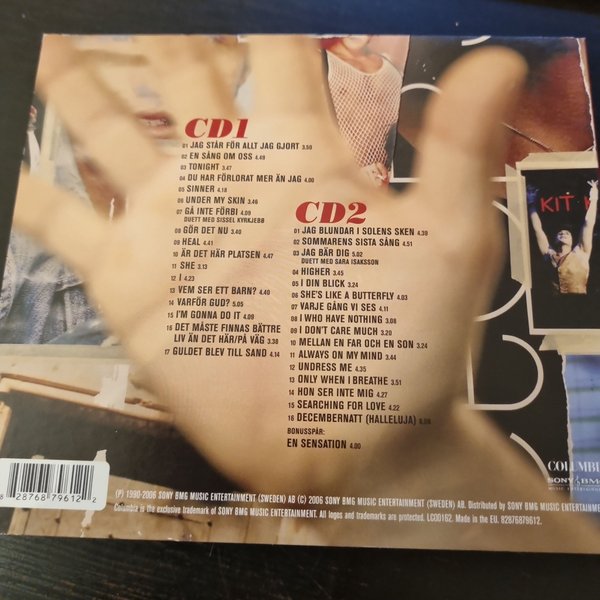 CD1
01 JAG STÅR FÖR ALLT JAG GJORT 3.50
02 EN SÅNG OM OSS 4.49
03 TONIGHT 3.47
04 DU HAR FÖRLORAT MER ÄN JAG 4.00
05 SINNER 4.18
06 UNDER MY SKIN 3.46
07 GÅ INTE FÖRBI 4.09
DUETT MED SISSEL KYRKJEBØ
08 GÖR DET NU 3.40
09 HEAL 4.41
10 ÄR DET HÄR PLATSEN 4.47
11 SHE 3.13
12 I 4.23
13 VEM SER ETT BARN? 4.40
14 VARFÖR GUD? 5.05
15 I'M GONNA DO IT 4.09
16 DET MÅSTE FINNAS BÄTTRE
LIV ÄN DET HÄR/PÅ VÄG 3.38
17 GULDET BLEV TILL SAND 4.14
CD2
01 JAG BLUNDAR I SOLENS SKEN 4.39
02 SOMMARENS SISTA SÅNG 4.51
03 JAG BÄR DIG 5.02
DUETT MED SARA ISAKSSON
04 HIGHER 3.45
05 I DIN BLICK 3.24
06 SHE'S LIKE A BUTTERFLY 4.03
07 VARJE GÅNG VI SES 4.11
08 I WHO HAVE NOTHING 3.08
09 I DON'T CARE MUCH 3.20
10 MELLAN EN FAR OCH EN SON 3.24
11 ALWAYS ON MY MIND 3.44
12 UNDRESS ME 4.35
13 ONLY WHEN I BREATHE 3.51
14 HON SER INTE MIG 4.27
15 SEARCHING FOR LOVE 4.22
16 DECEMBERNATT (HALLELUJA)
BONUSSPÅR:
EN SENSATION 4.00
KIT
COLUMB
SONY BMG
MUSIC ENTERTAINMENT
8 28768 79612 2
(P) 1990-2006 SONY BMG MUSIC ENTERTAINMENT (SWEDEN) AB (C) 2006 SONY BMG MUSIC ENTERTAINMENT (SWEDEN) AB. Distributed by SONY BMG MUSIC ENTERTAINMEN
Columbia is the exclusive trademark of SONY BMG MUSIC ENTERTAINMENT. All logos and trademarks are protected. LC00162. Made in the EU. 82876879612.